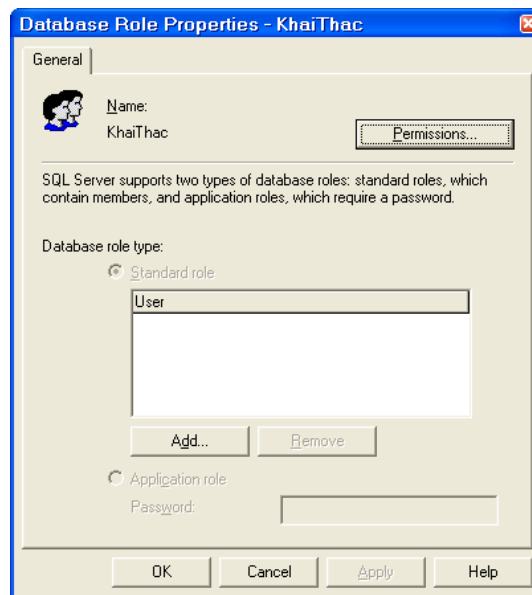 Database Role Properties - KhaiThac
General
Name:
KhaiThac
Permissions...
SQL Server supports two types of database roles: standard roles, which
contain members, and application roles, which require a password.
Database role type:
Standard role
User
Add...
Remove
Application role
Password:
OK
Cancel
Apply
Help